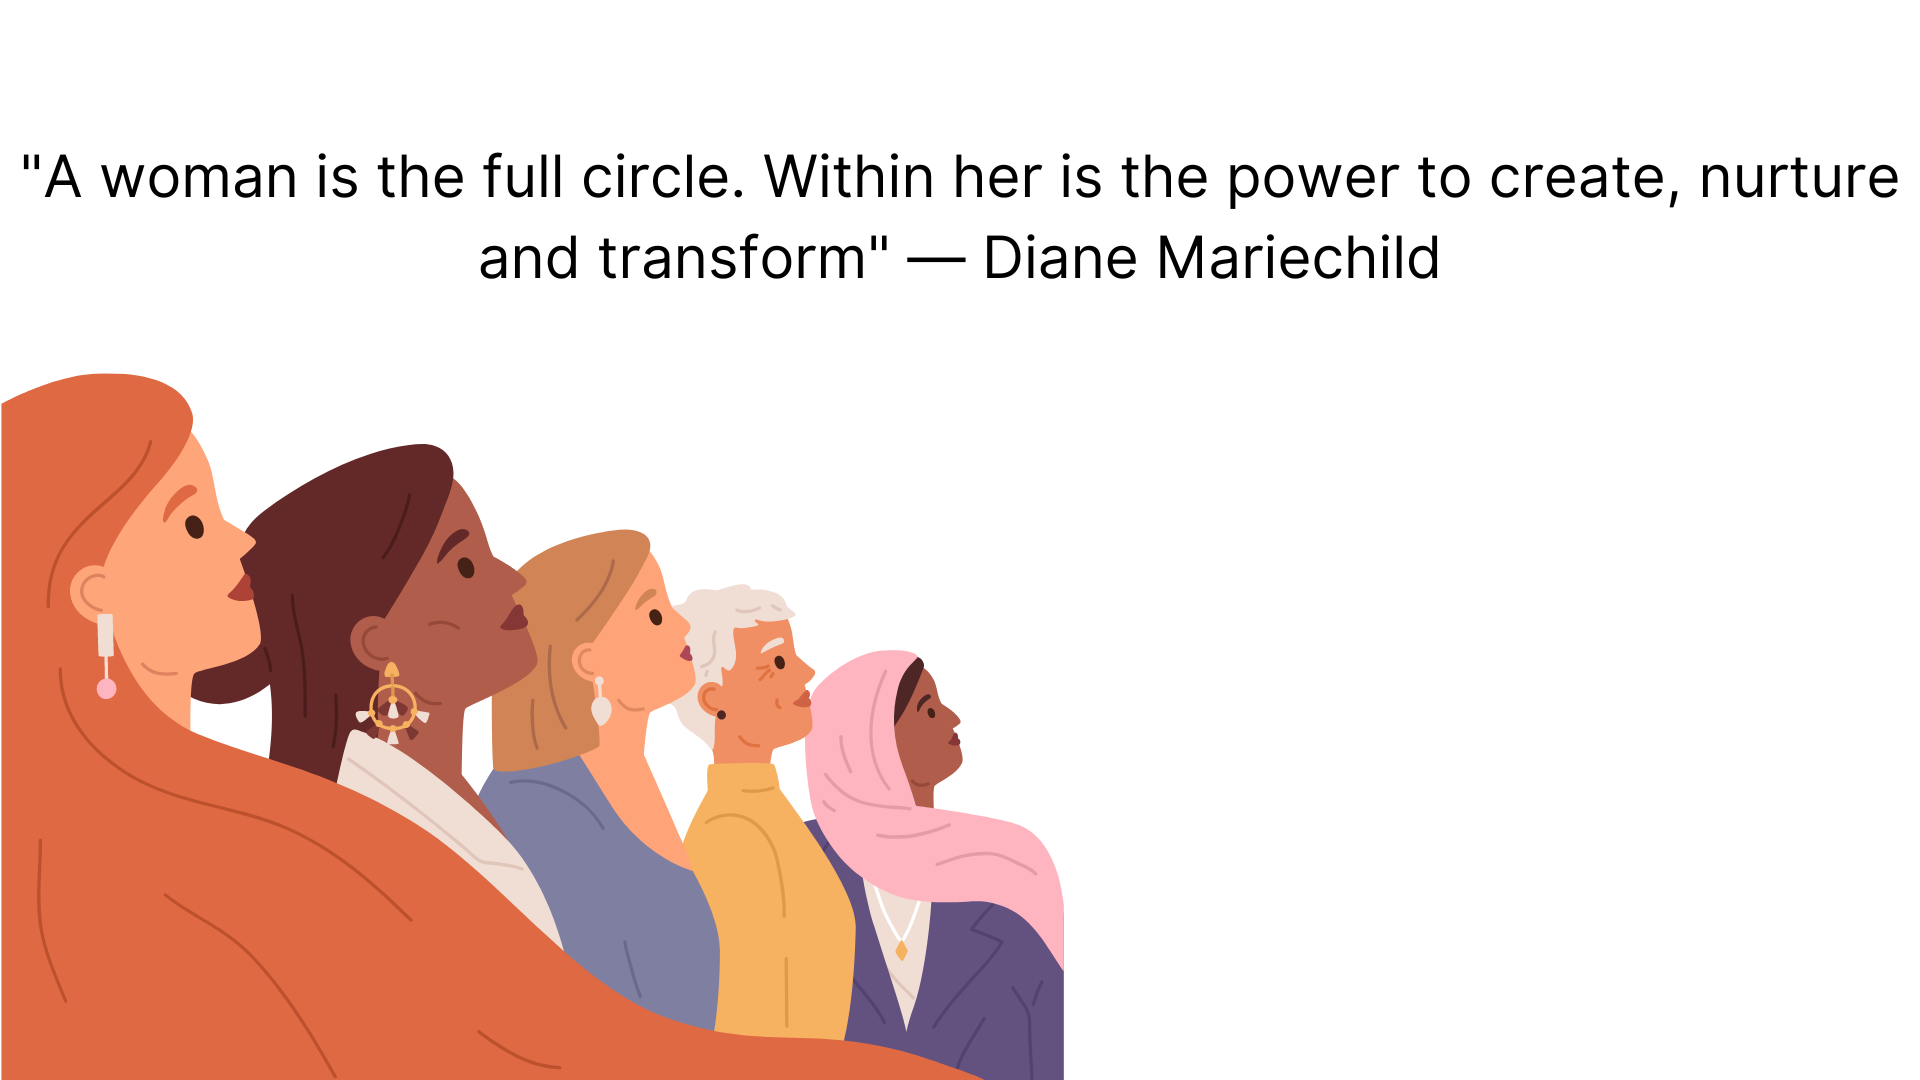 "A woman is the full circle. Within her is the power to create, nurture
and transform" — Diane Mariechild